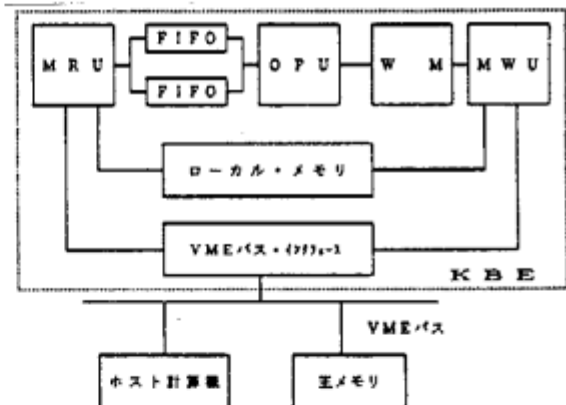 MRU
FIFO
FIFO
OPU
W M
MWU
ローカル・メモリ
VMEバス・インタフェース
KBE
VMEバス
ホスト計算機
主メモリ